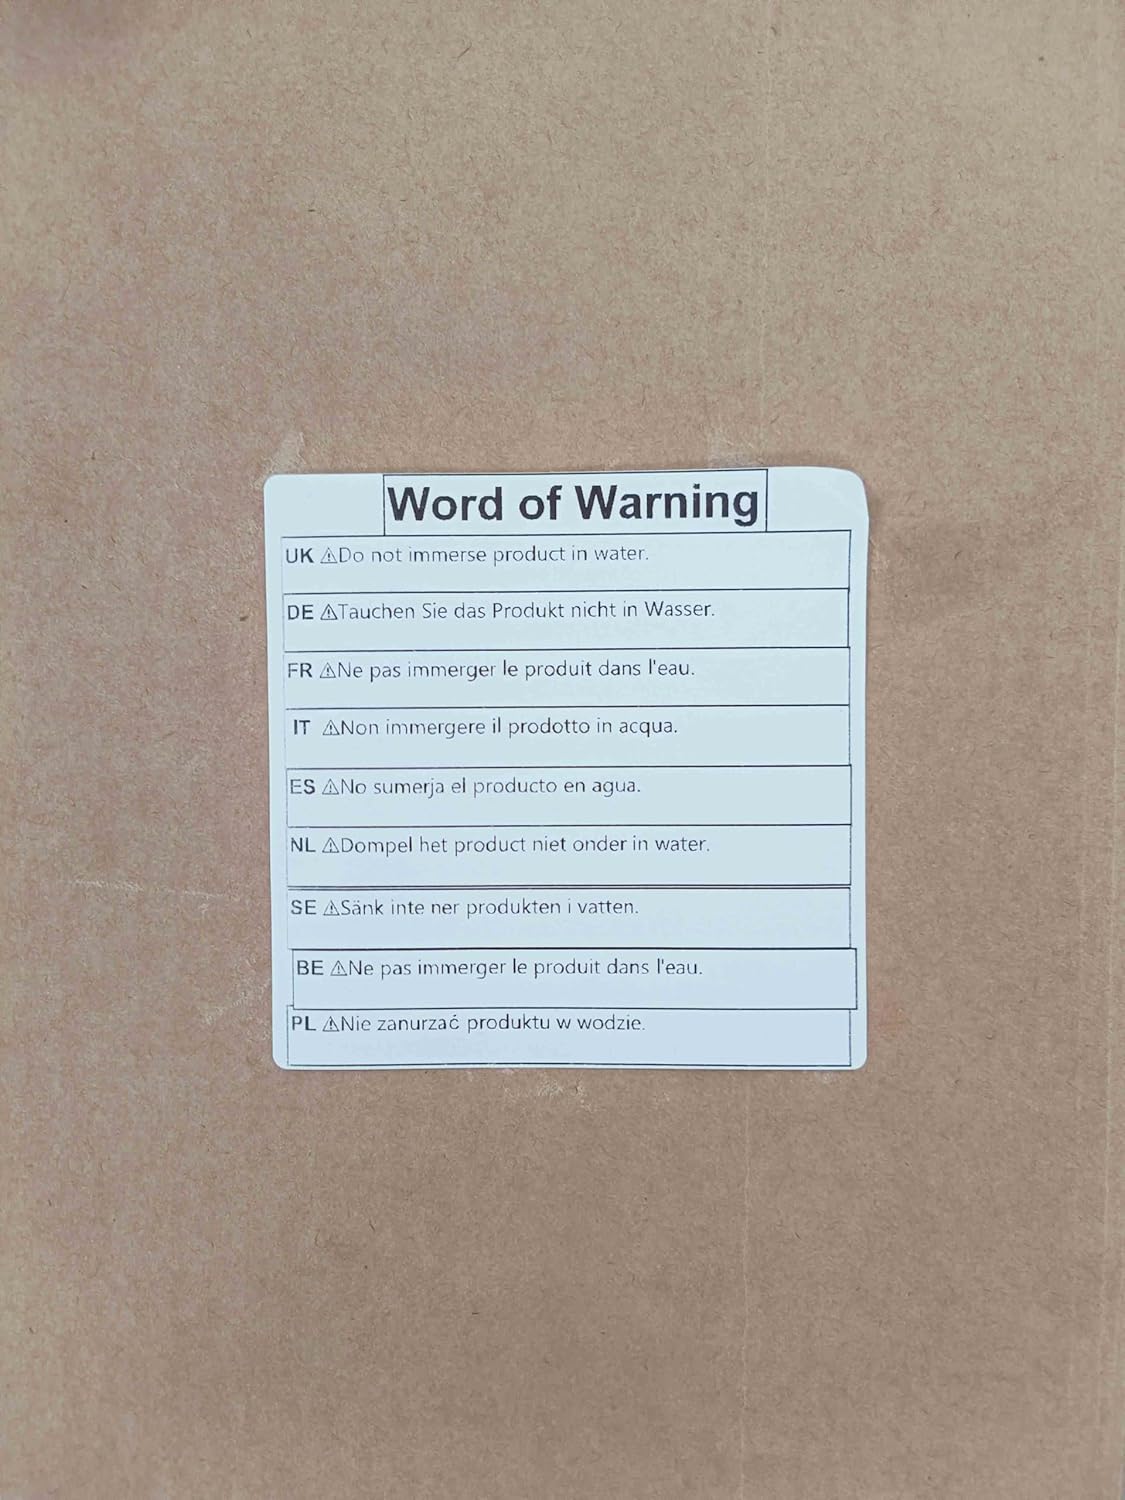 Word of Warning
UK ⚠Do not immerse product in water.
DE ⚠Tauchen Sie das Produkt nicht in Wasser.
FR ⚠Ne pas immerger le produit dans l'eau.
IT ⚠Non immergere il prodotto in acqua.
ES ⚠No sumerja el producto en agua.
NL ⚠Dompel het product niet onder in water.
SE ⚠Sänk inte ner produkten i vatten.
BE ⚠Ne pas immerger le produit dans l'eau.
PL ⚠Nie zanurzać produktu w wodzie.